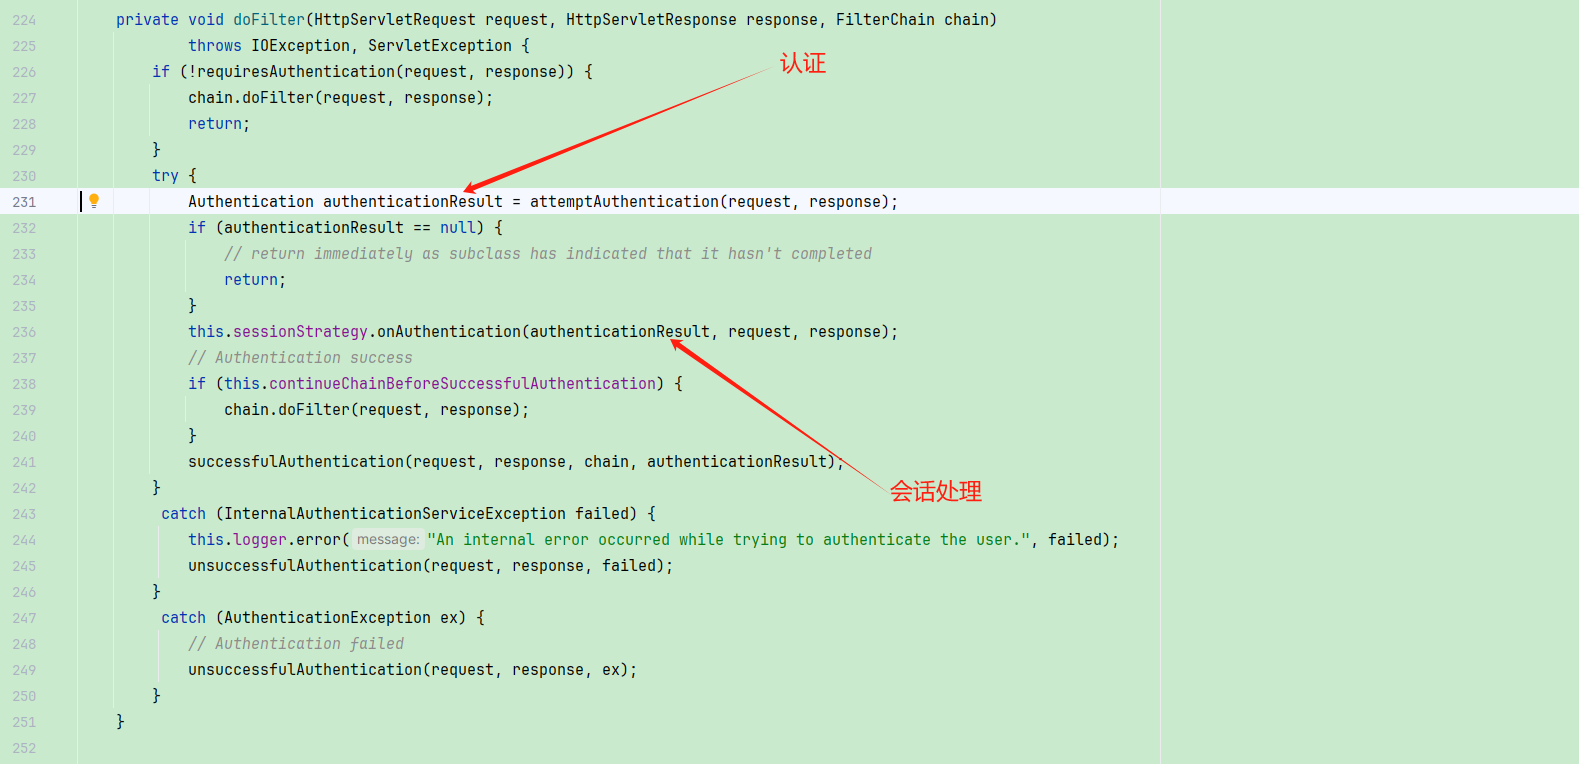 224 private void doFilter(HttpServletRequest request, HttpServletResponse response, FilterChain chain)
225 throws IOException, ServletException {
认证
226 if (!requiresAuthentication(request, response)) {
227 chain.doFilter(request, response);
228 return;
229 }
230 try {
231 Authentication authenticationResult = attemptAuthentication(request, response);
232 if (authenticationResult == null) {
233 // return immediately as subclass has indicated that it hasn't completed
234 return;
235 }
236 this.sessionStrategy.onAuthentication(authenticationResult, request, response);
237 // Authentication success
238 if (this.continueChainBeforeSuccessfulAuthentication) {
239 chain.doFilter(request, response);
240 }
241 successfulAuthentication(request, response, chain, authenticationResult);
242 }
会话处理
243 catch (InternalAuthenticationServiceException failed) {
244 this.logger.error( message: "An internal error occurred while trying to authenticate the user.", failed);
245 unsuccessfulAuthentication(request, response, failed);
246 }
247 catch (AuthenticationException ex) {
248 // Authentication failed
249 unsuccessfulAuthentication(request, response, ex);
250 }
251 }
252